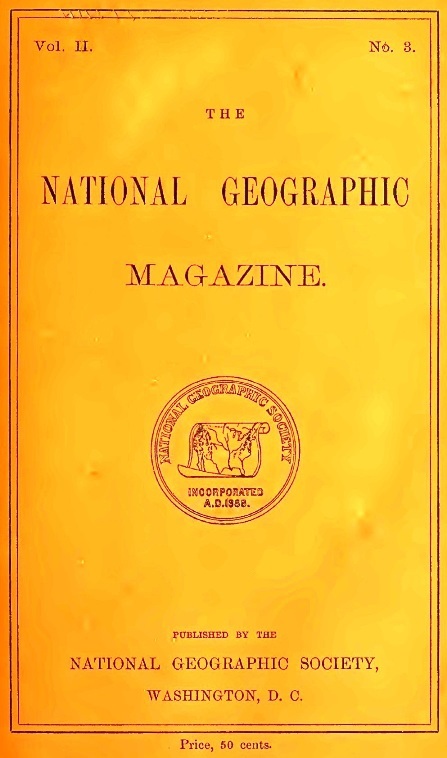 Vol. II. No. 3.
THE
NATIONAL GEOGRAPHIC
MAGAZINE.
NATIONAL GEOGRAPHIC SOCIETY
INCORPORATED
A.D.1888.
PUBLISHED BY THE
NATIONAL GEOGRAPHIC SOCIETY,
WASHINGTON, D. C.
Price, 50 cents.